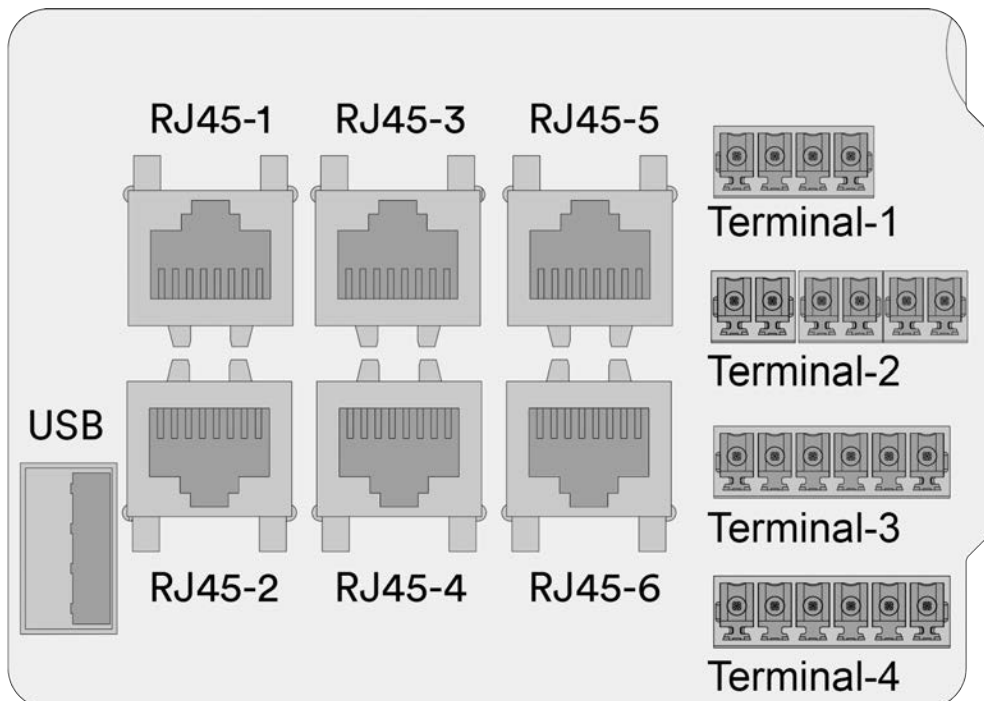 RJ45-1 RJ45-3 RJ45-5
Terminal-1
Terminal-2
USB
Terminal-3
RJ45-2 RJ45-4 RJ45-6
Terminal-4